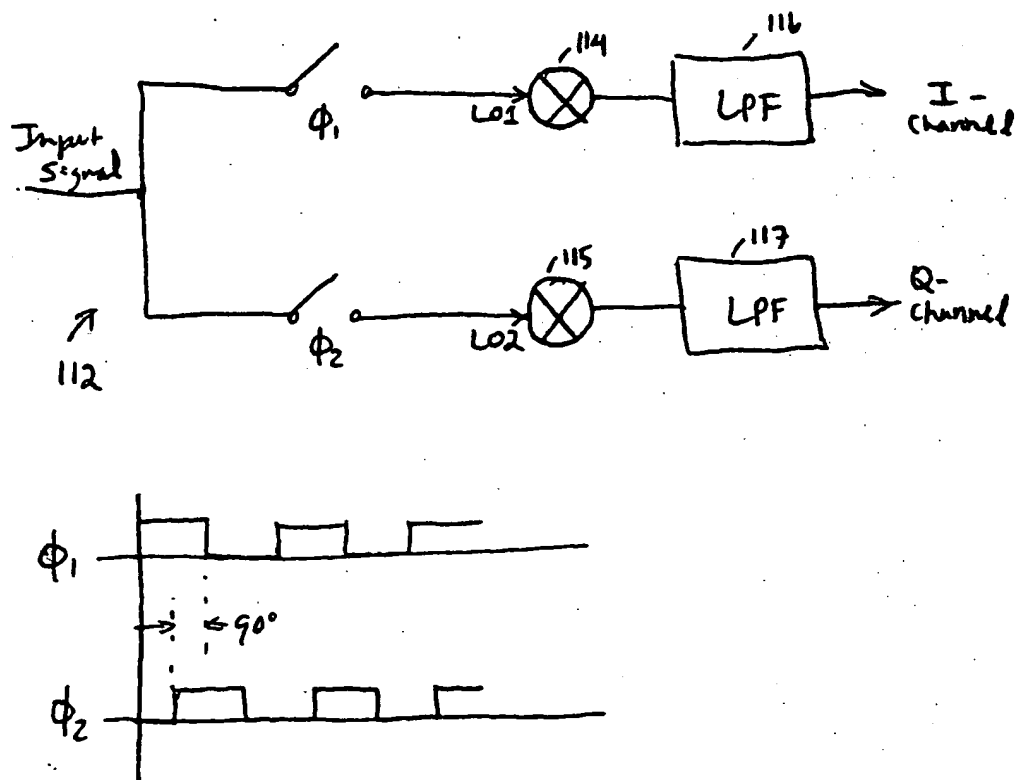 114
116
LPF
I-
Channel
ϕ₁
LO1
Input
Signal
115
117
LPF
Q-
Channel
ϕ₂
LO2
112
ϕ₁
90°
ϕ₂